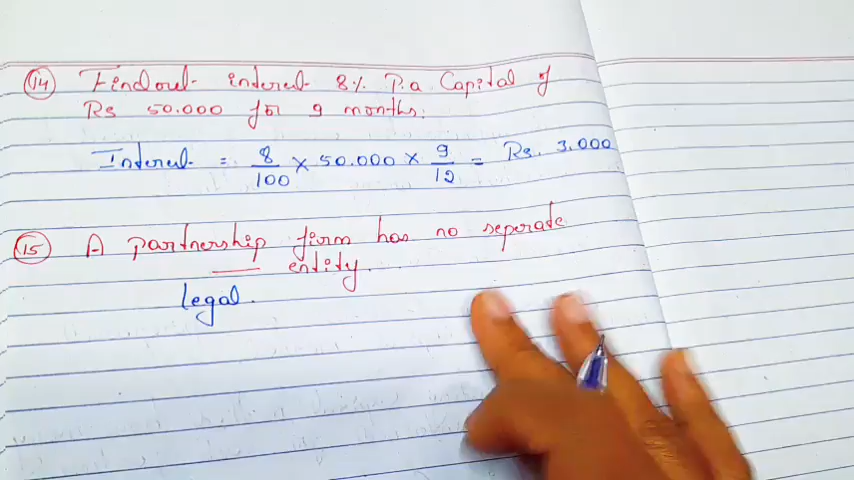 14 Find out interest 8% P.a Capital of
Rs 50.000 for 9 months.
Interest = 8/100 × 50.000 × 9/12 = Rs. 3.000
15 A partnership firm has no seperate
____ entity.
legal.